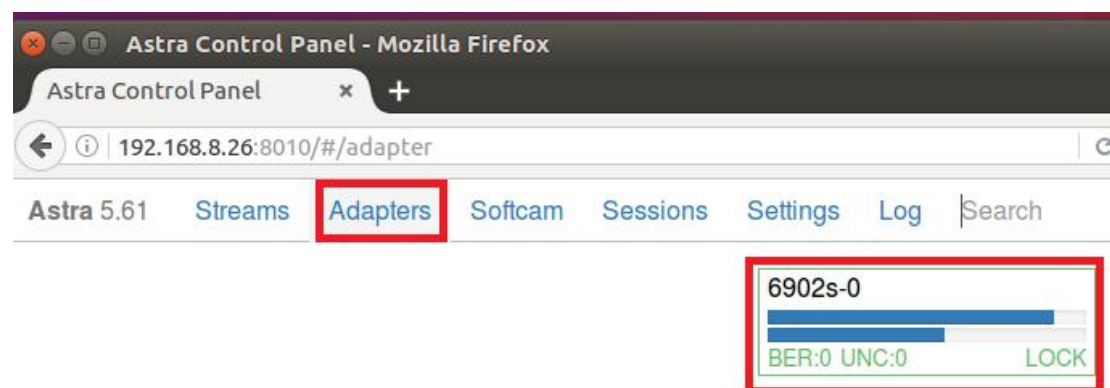 Astra Control Panel - Mozilla Firefox
Astra Control Panel
192.168.8.26:8010/#/adapter
Astra 5.61 Streams Adapters Softcam Sessions Settings Log Search
6902s-0
BER:0 UNC:0 LOCK